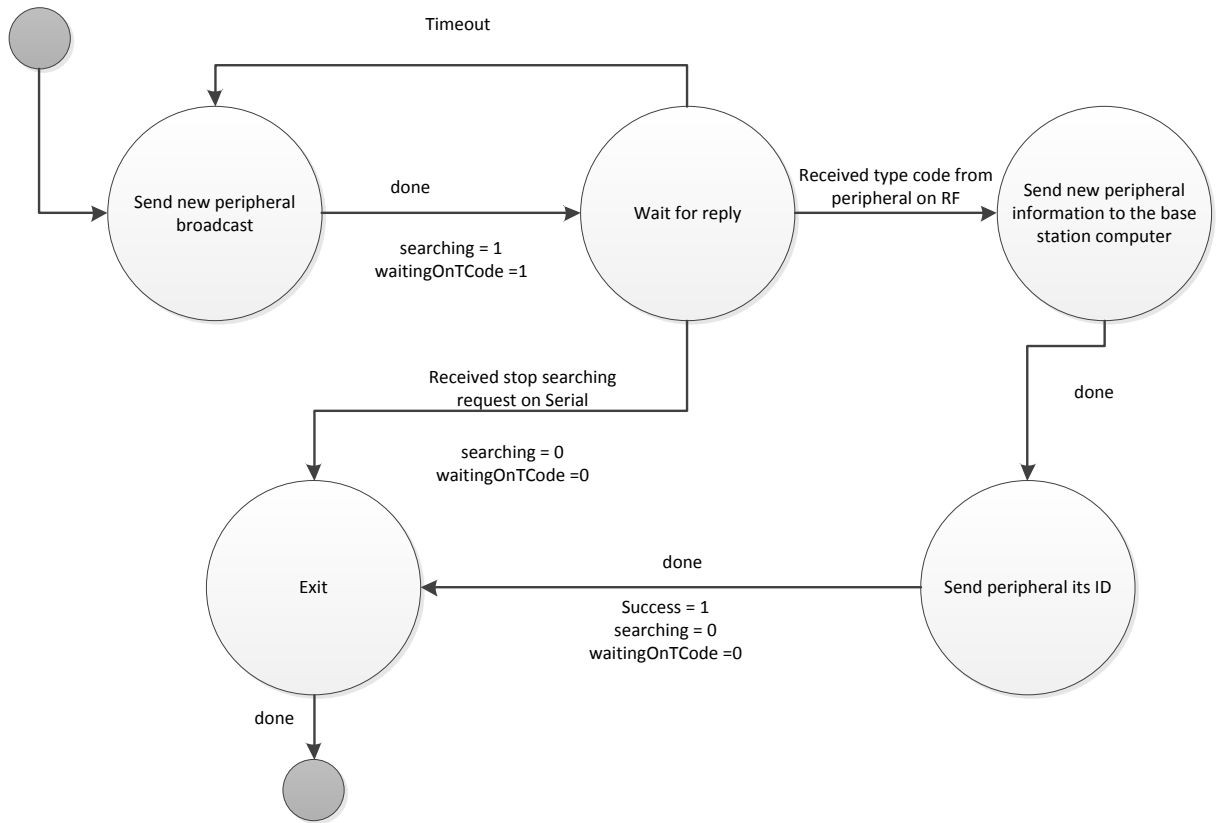 Timeout
Send new peripheral
broadcast
done
searching = 1
waitingOnTCode =1
Wait for reply
Received type code from
peripheral on RF
Send new peripheral
information to the base
station computer
done
Received stop searching
request on Serial
searching = 0
waitingOnTCode =0
Exit
done
Success = 1
searching = 0
waitingOnTCode =0
Send peripheral its ID
done